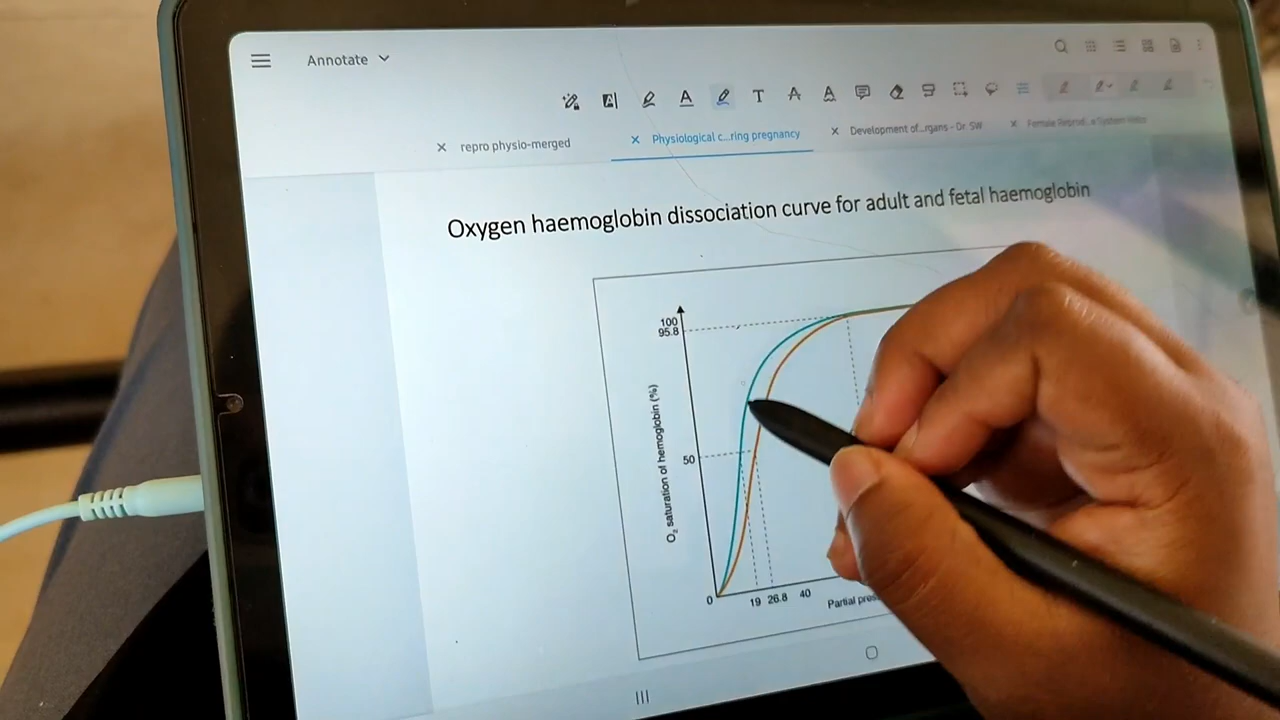 Annotate
repro physio-merged
Physiological c...ring pregnancy
Development of...rgans - Dr. SW
Oxygen haemoglobin dissociation curve for adult and fetal haemoglobin
100
95.8
O₂ saturation of hemoglobin (%)
50
0
19 26.8 40
Partial